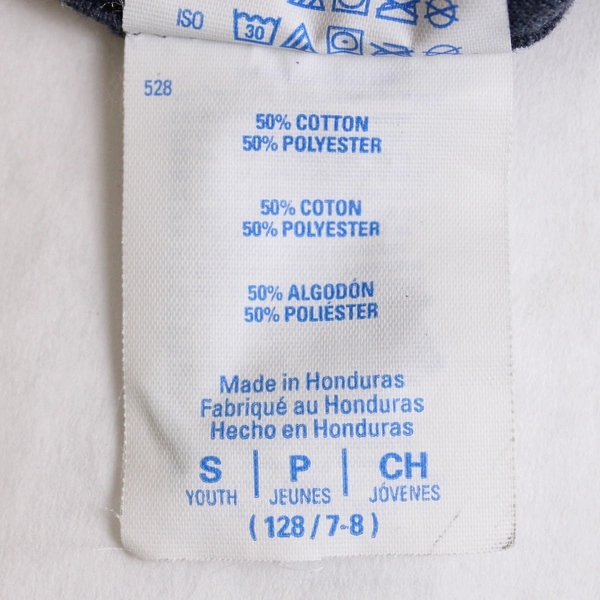 ISO 30
528
50% COTTON
50% POLYESTER
50% COTON
50% POLYESTER
50% ALGODÓN
50% POLIÉSTER
Made in Honduras
Fabriqué au Honduras
Hecho en Honduras
S | P | CH
YOUTH JEUNES JÓVENES
( 128 / 7-8 )